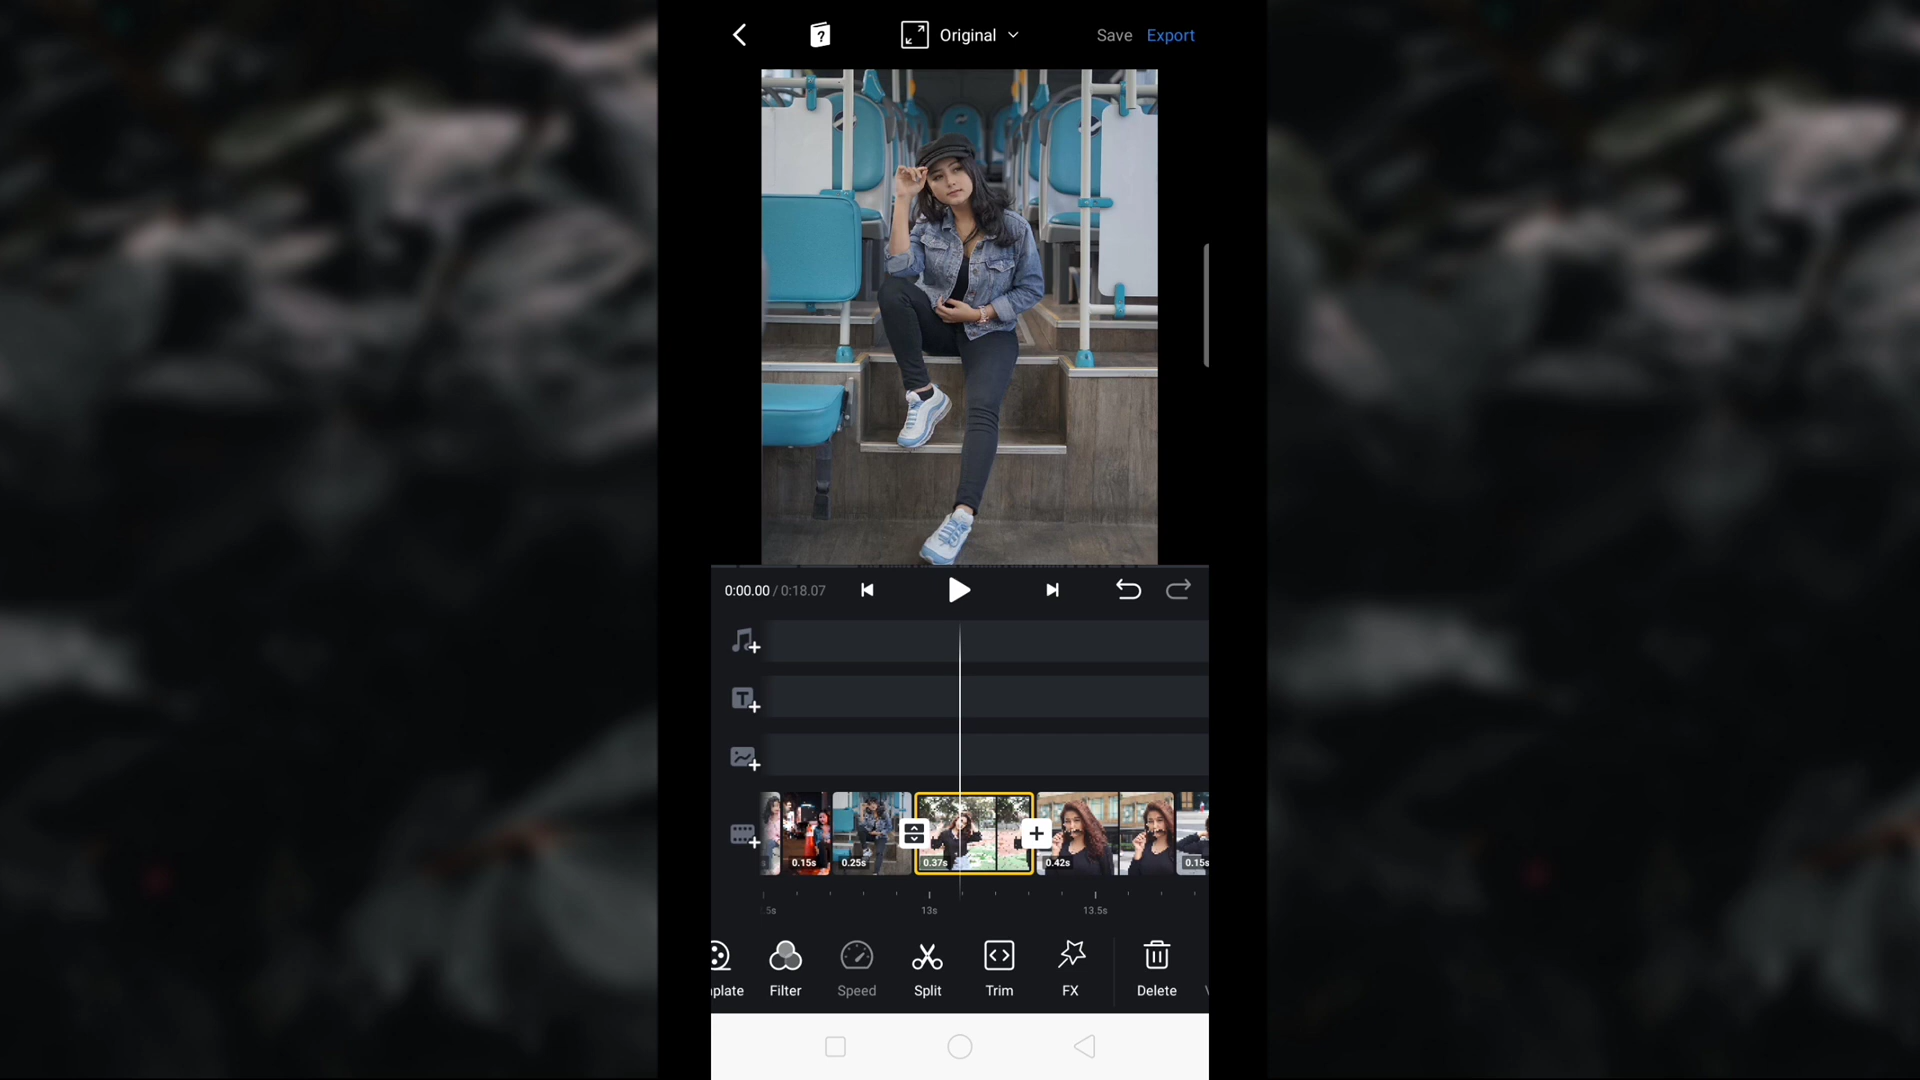 Original
Save
Export
0:00.00 / 0:18.07
T
s
0.15s
0.25s
0.37s
0.42s
0.15s
.5s
13s
13.5s
plate
Filter
Speed
Split
Trim
FX
Delete